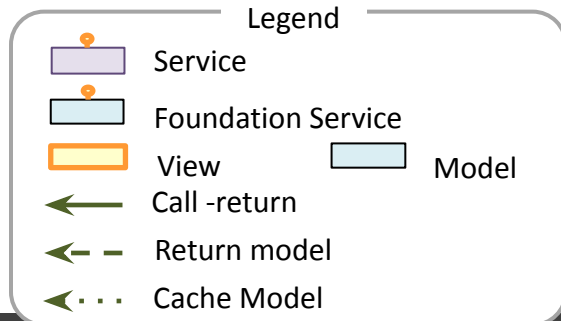 Legend
Service
Foundation Service
View Model
Call -return
Return model
Cache Model